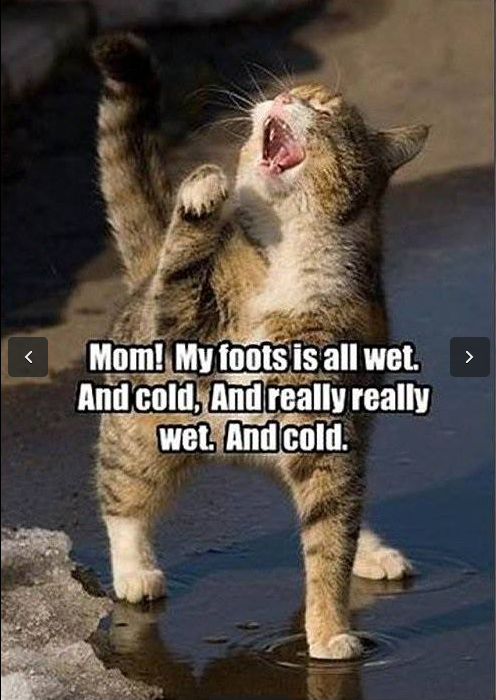 Mom! My foots is all wet.
And cold, And really really
wet. And cold.